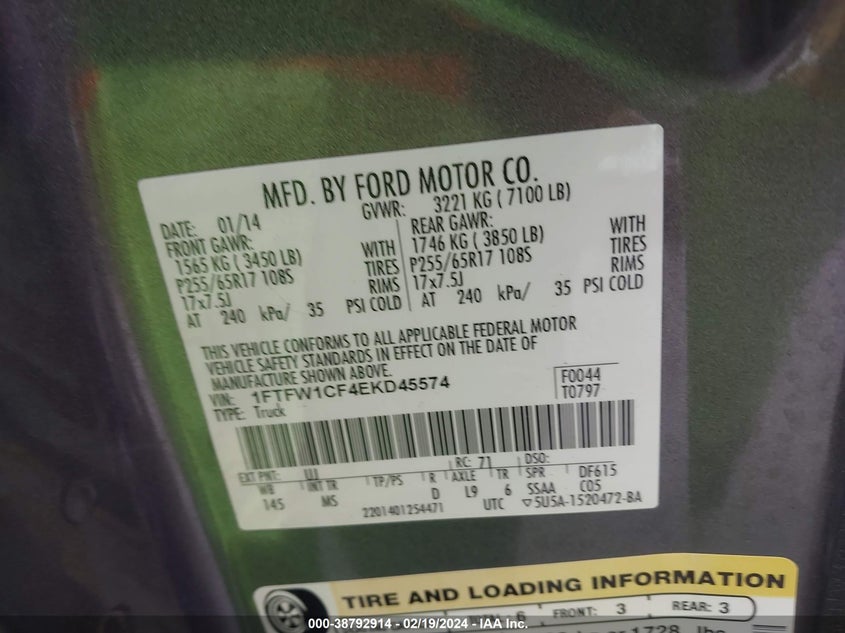 MFD. BY FORD MOTOR CO.
DATE: 01/14 GVWR: 3221 KG ( 7100 LB)
FRONT GAWR: REAR GAWR:
1565 KG ( 3450 LB) WITH 1746 KG ( 3850 LB) WITH
P255/65R17 108S TIRES P255/65R17 108S TIRES
17x7.5J RIMS 17x7.5J RIMS
AT 240 kPa/ 35 PSI COLD AT 240 kPa/ 35 PSI COLD
THIS VEHICLE CONFORMS TO ALL APPLICABLE FEDERAL MOTOR
VEHICLE SAFETY STANDARDS IN EFFECT ON THE DATE OF
MANUFACTURE SHOWN ABOVE.
VIN: 1FTFW1CF4EKD45574 F0044
TYPE: Truck T0797
EXT PNT: UJ RC: 71 DSO:
WB INT TR TP/PS R AXLE TR SPR DF615
145 MS D L9 6 SSAA C05
2201401254471 UTC ▽5U5A-1520472-BA
TIRE AND LOADING INFORMATION
6 FRONT: 3 REAR: 3
1728 lbs
000-38792914 - 02/19/2024 - IAA Inc.